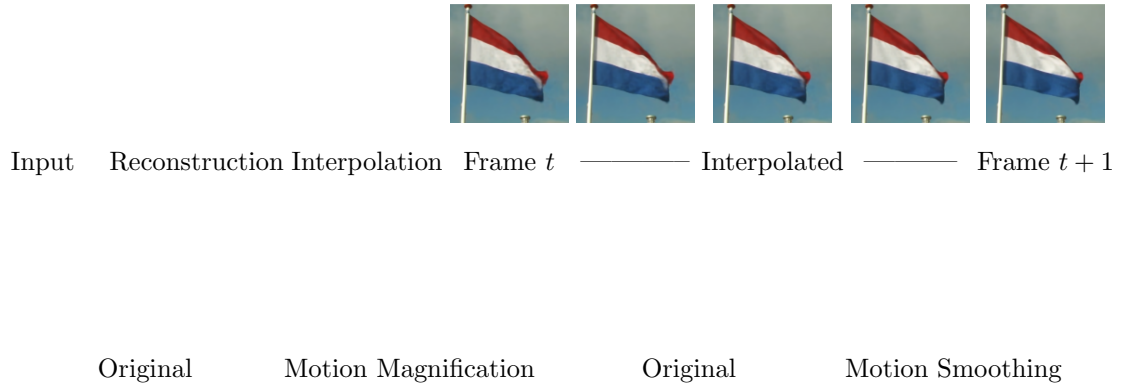 Input Reconstruction Interpolation Frame t Interpolated Frame t + 1
Original Motion Magnification Original Motion Smoothing